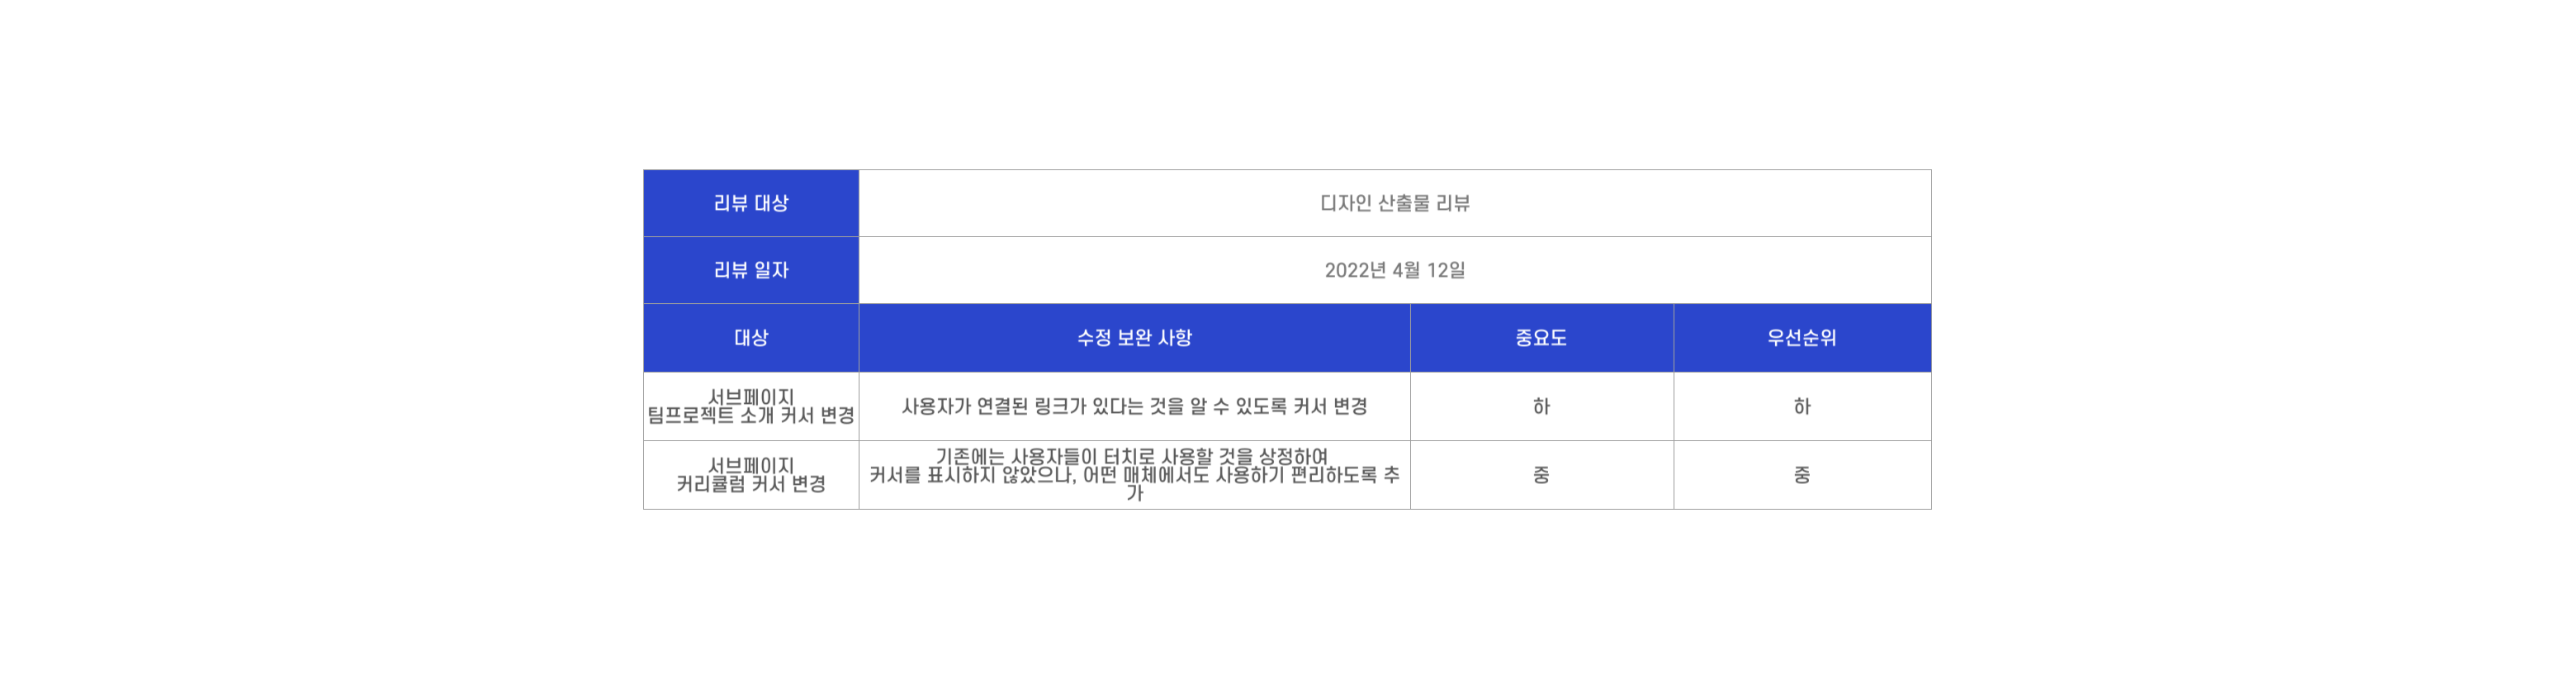 리뷰 대상
디자인 산출물 리뷰
리뷰 일자
2022년 4월 12일
대상
수정 보완 사항
중요도
우선순위
서브페이지
팀프로젝트 소개 커서 변경
사용자가 연결된 링크가 있다는 것을 알 수 있도록 커서 변경
하
하
서브페이지
커리큘럼 커서 변경
기존에는 사용자들이 터치로 사용할 것을 상정하여
커서를 표시하지 않았으나, 어떤 매체에서도 사용하기 편리하도록 추
가
중
중